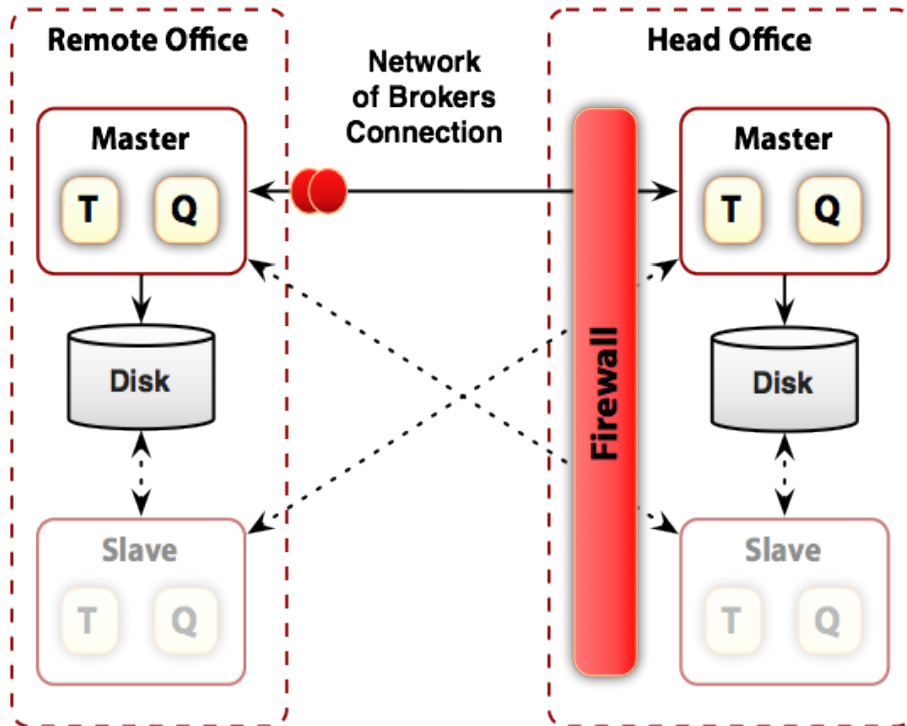 Remote Office
Head Office
Network
of Brokers
Connection
Master
T Q
Master
T Q
Disk
Firewall
Disk
Slave
T Q
Slave
T Q